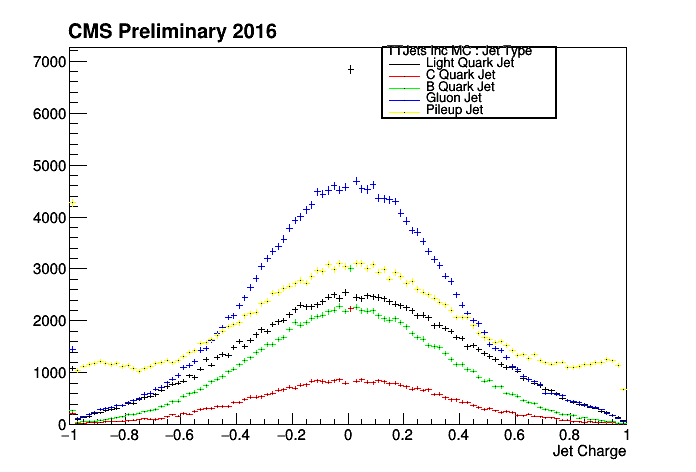 CMS Preliminary 2016
TTJets Inc MC : Jet Type
Light Quark Jet
C Quark Jet
B Quark Jet
Gluon Jet
Pileup Jet
7000
6000
5000
4000
3000
2000
1000
0
−1 −0.8 −0.6 −0.4 −0.2 0 0.2 0.4 0.6 0.8 1
Jet Charge